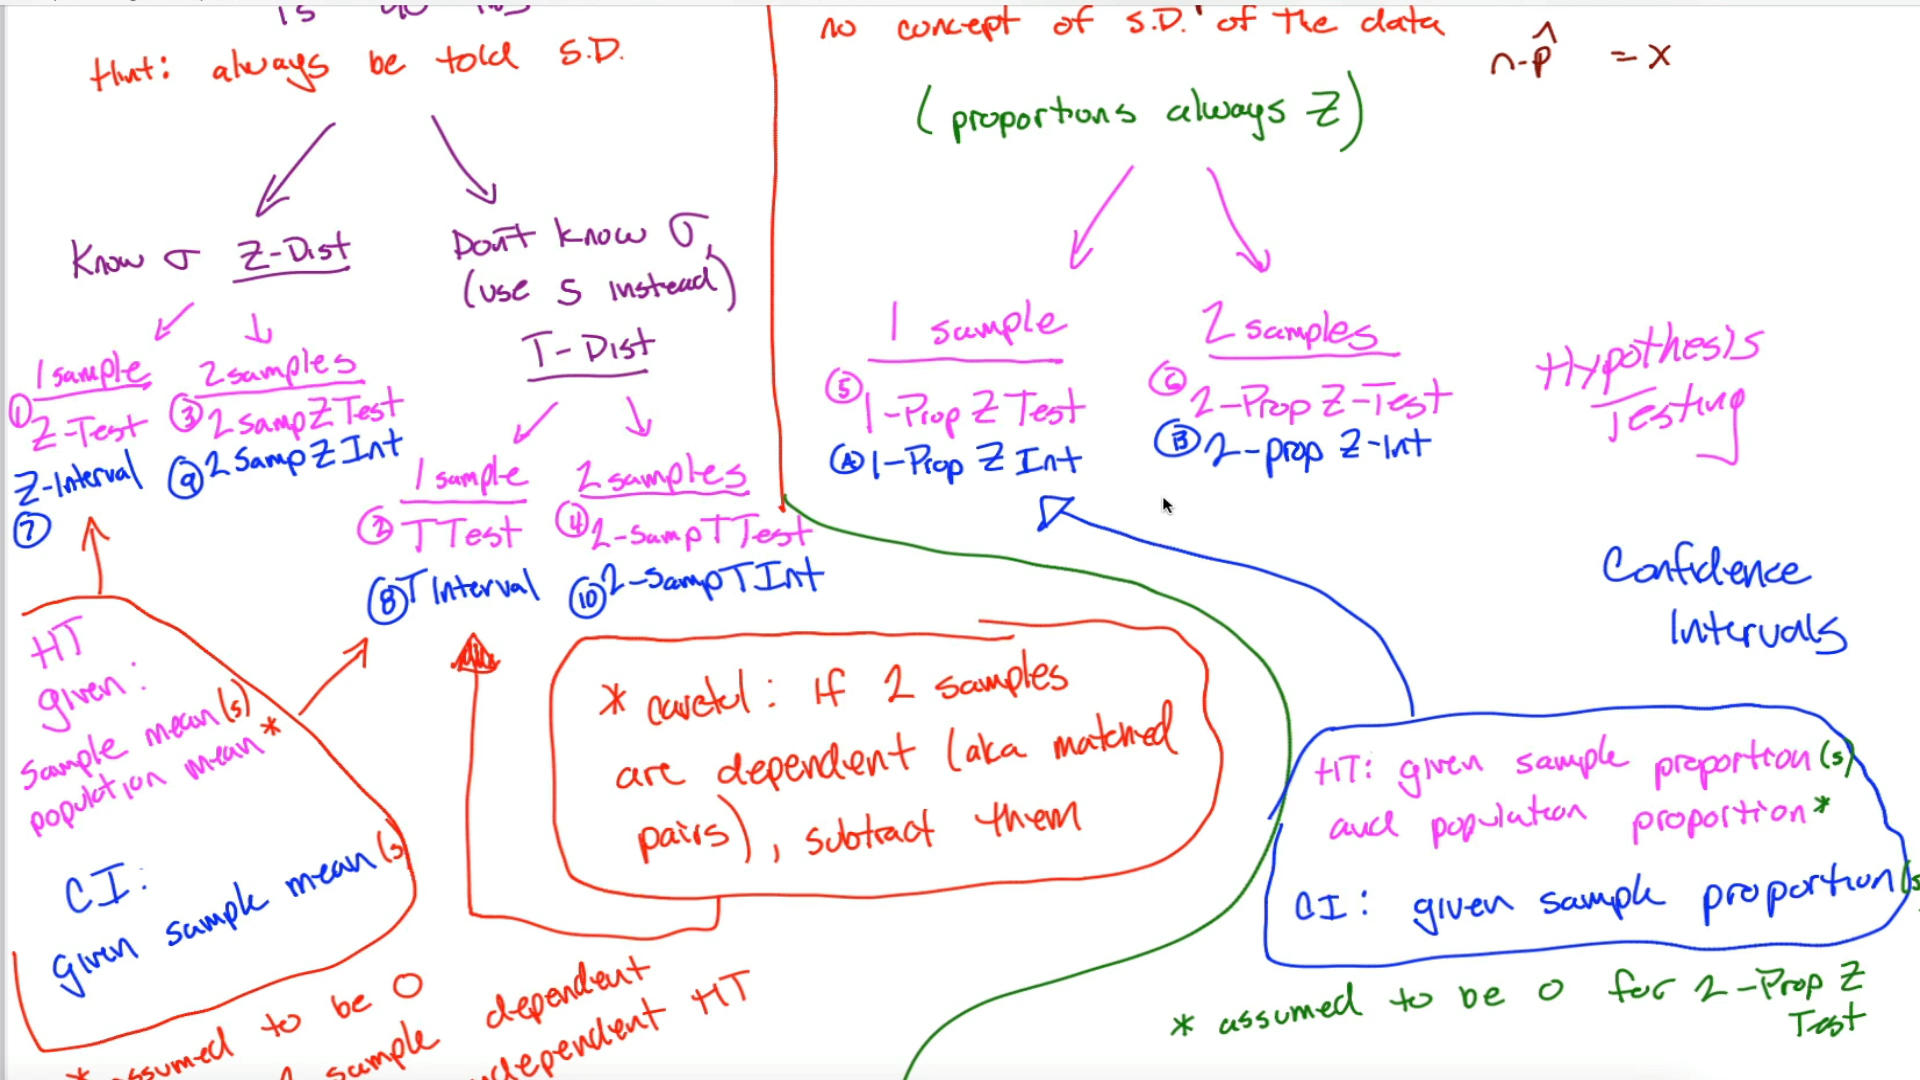 Hint: always be told S.D.
Know σ Z-Dist
Don't know σ,
(use s instead)
T-Dist
1 sample
① Z-Test
Z-Interval
⑦
2 samples
③ 2 Samp Z Test
⑨ 2 Samp Z Int
1 sample
② T Test
⑧ T Interval
2 samples
④ 2-Samp T Test
⑩ 2-Samp T Int
HT
given:
sample mean(s)
population mean*
CI:
given sample mean(s)
* careful: if 2 samples
are dependent (aka matched
pairs), subtract them
* assumed to be 0
sample dependent
independent HT
no concept of S.D. of the data
n·p̂ = x
(proportions always Z)
1 sample
⑤ 1-Prop Z Test
Ⓐ 1-Prop Z Int
2 samples
⑥ 2-Prop Z-Test
Ⓑ 2-prop Z-Int
Hypothesis
Testing
Confidence
Intervals
HT: given sample proportion(s)
and population proportion*
CI: given sample proportion(s
* assumed to be 0 for 2-Prop Z
Test